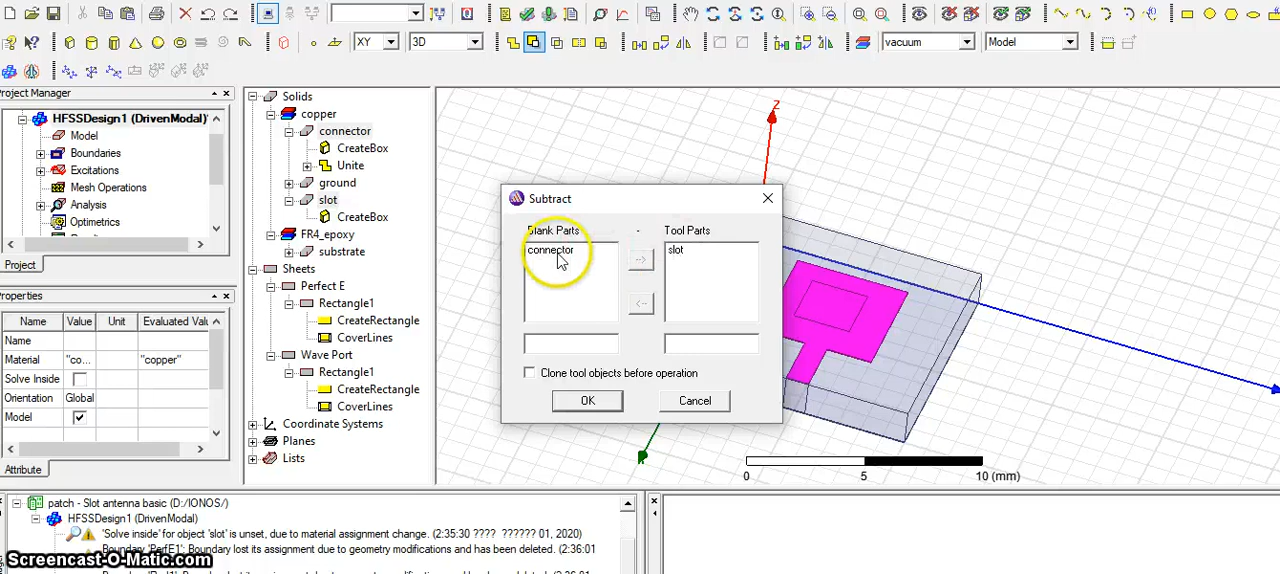 XY
3D
vacuum
Model
Project Manager
HFSSDesign1 (DrivenModal)*
Model
Boundaries
Excitations
Mesh Operations
Analysis
Optimetrics
Project
Properties
Name Value Unit Evaluated Valu
Name
Material "co... "copper"
Solve Inside
Orientation Global
Model
Attribute
Solids
copper
connector
CreateBox
Unite
ground
slot
CreateBox
FR4_epoxy
substrate
Sheets
Perfect E
Rectangle1
CreateRectangle
CoverLines
Wave Port
Rectangle1
CreateRectangle
CoverLines
Coordinate Systems
Planes
Lists
Z
Subtract
Blank Parts - Tool Parts
connector
slot
Clone tool objects before operation
OK
Cancel
0 5 10 (mm)
patch - Slot antenna basic (D:/IONOS/)
HFSSDesign1 (DrivenModal)
'Solve inside' for object 'slot' is unset, due to material assignment change. (2:35:30 ???? ?????? 01, 2020)
Boundary 'PerfE1': Boundary lost its assignment due to geometry modifications and has been deleted. (2:36:01
Screencast-O-Matic.com